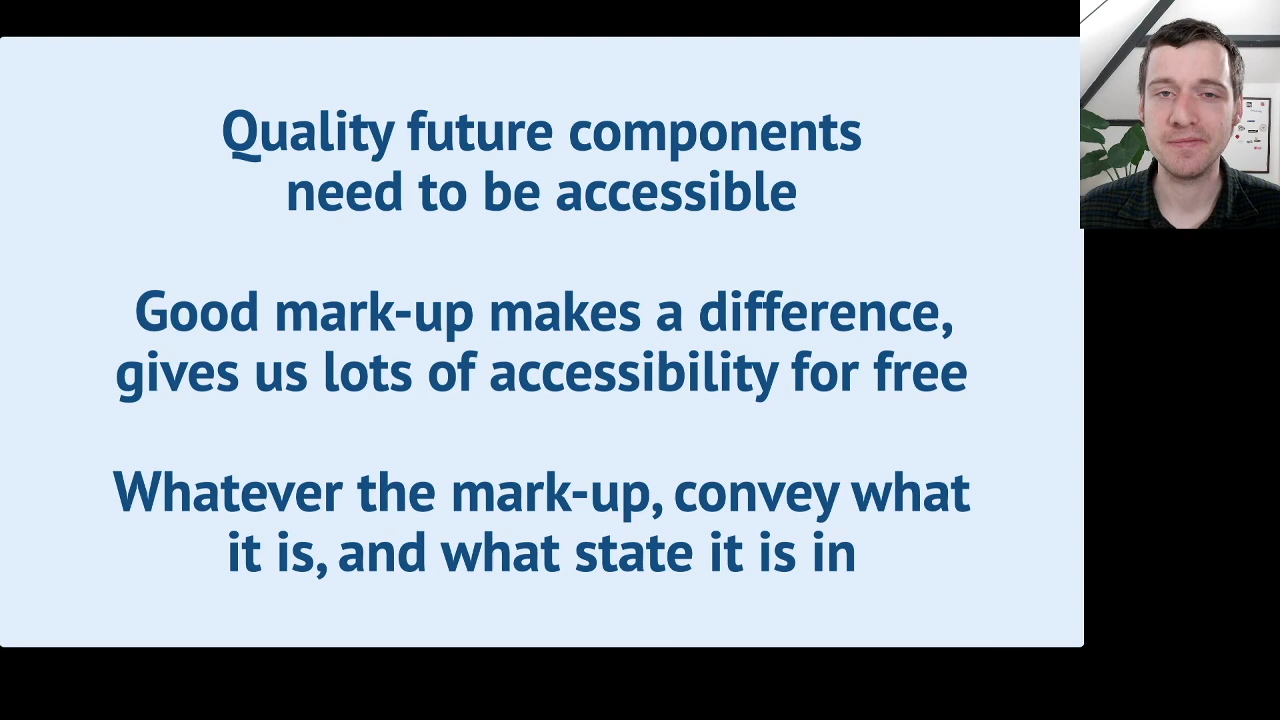 Quality future components
need to be accessible
Good mark-up makes a difference,
gives us lots of accessibility for free
Whatever the mark-up, convey what
it is, and what state it is in